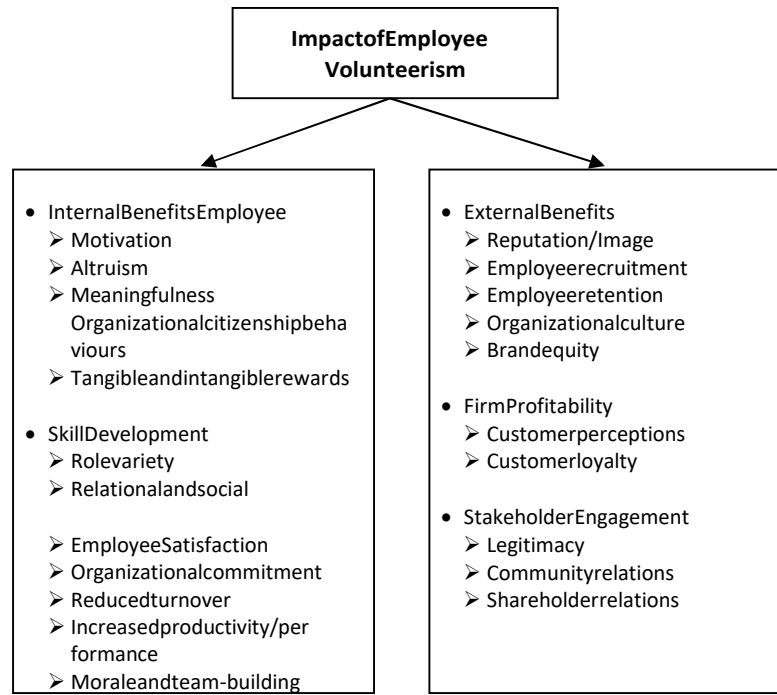 ImpactofEmployee
Volunteerism
• InternalBenefitsEmployee
➢ Motivation
➢ Altruism
➢ Meaningfulness
Organizationalcitizenshipbeha
viours
➢ Tangibleandintangiblerewards
• SkillDevelopment
➢ Rolevariety
➢ Relationalandsocial
➢ EmployeeSatisfaction
➢ Organizationalcommitment
➢ Reducedturnover
➢ Increasedproductivity/per
formance
➢ Moraleandteam-building
• ExternalBenefits
➢ Reputation/Image
➢ Employeerecruitment
➢ Employeeretention
➢ Organizationalculture
➢ Brandequity
• FirmProfitability
➢ Customerperceptions
➢ Customerloyalty
• StakeholderEngagement
➢ Legitimacy
➢ Communityrelations
➢ Shareholderrelations